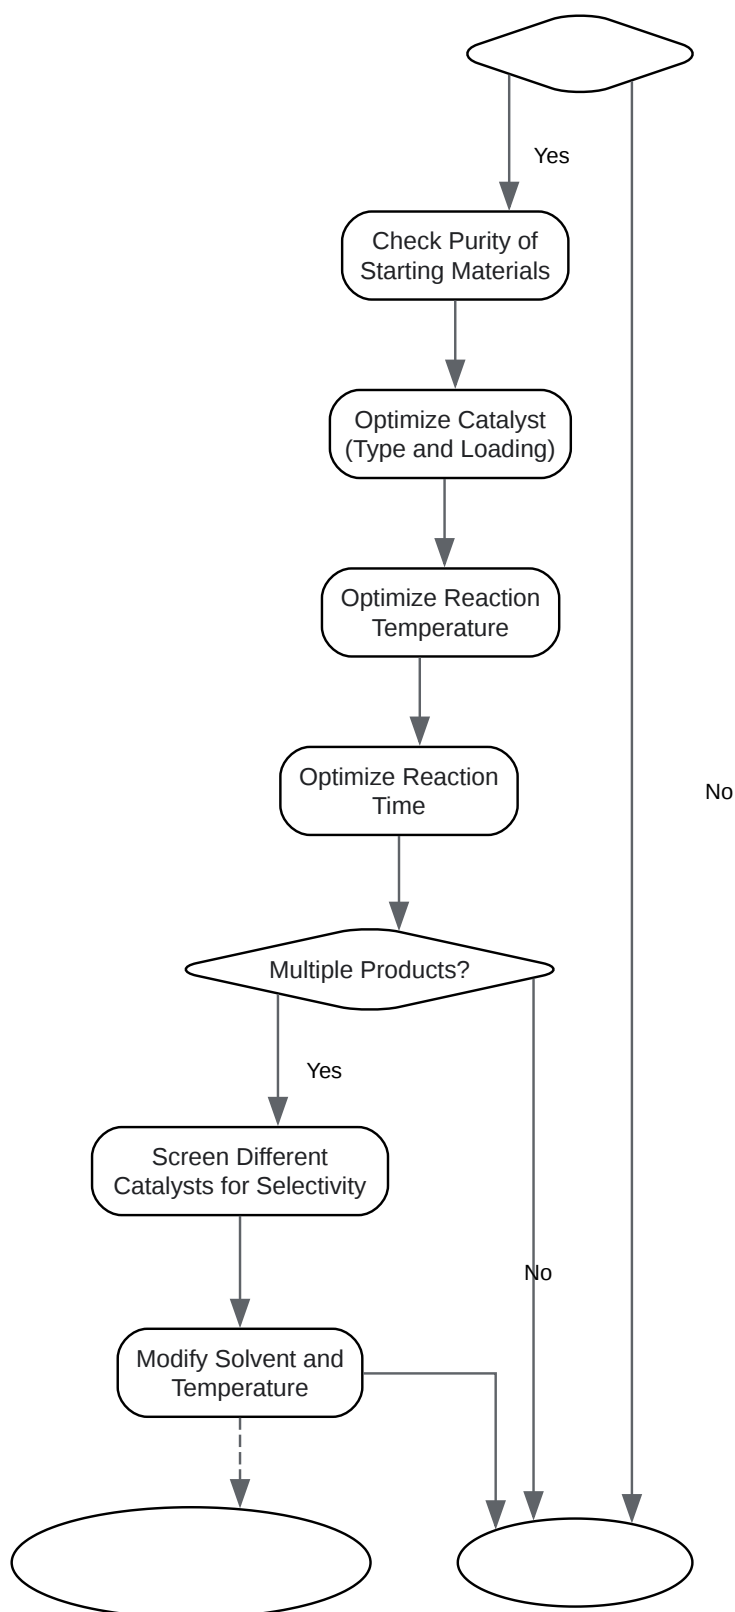 Yes
Check Purity of
Starting Materials
Optimize Catalyst
(Type and Loading)
Optimize Reaction
Temperature
Optimize Reaction
Time
No
Multiple Products?
Yes
Screen Different
Catalysts for Selectivity
No
Modify Solvent and
Temperature